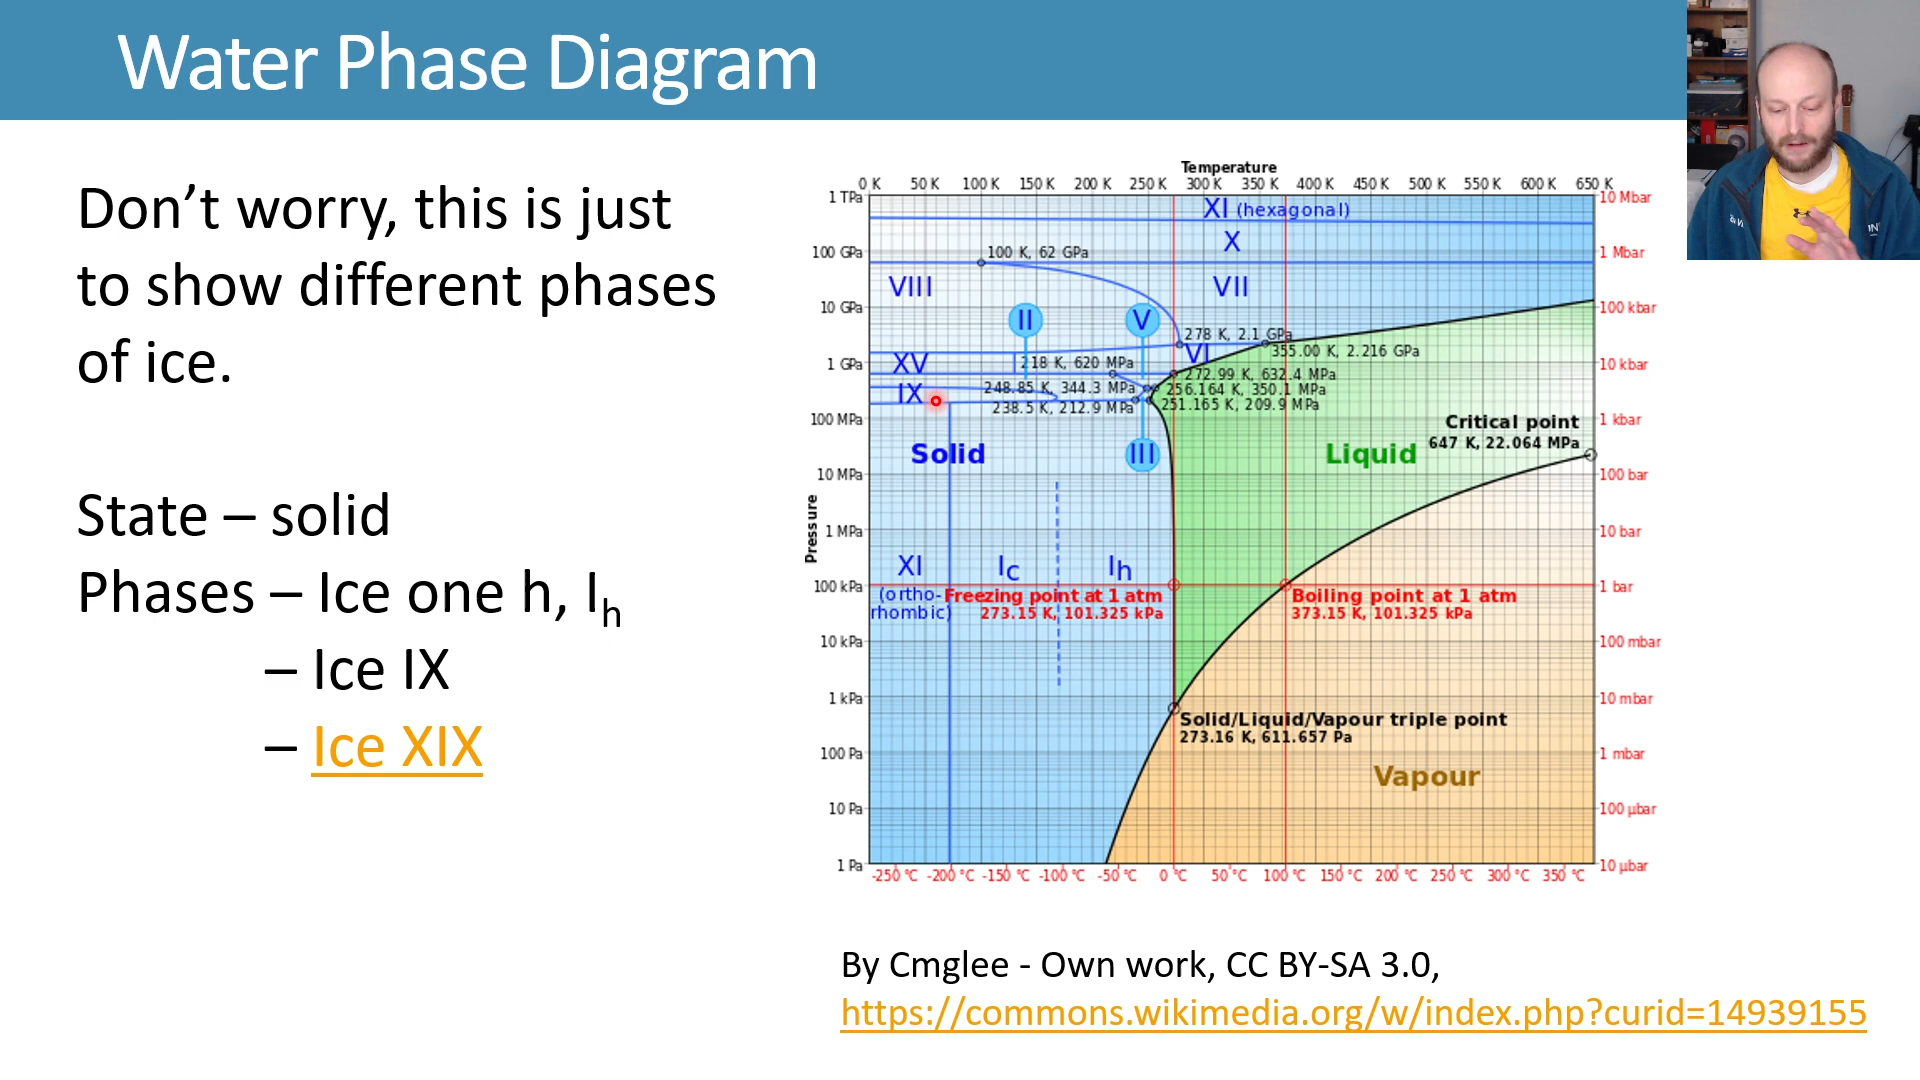 Water Phase Diagram
Don’t worry, this is just
to show different phases
of ice.
State – solid
Phases – Ice one h, Ih
– Ice IX
– Ice XIX
Temperature
0 K 50 K 100 K 150 K 200 K 250 K 300 K 350 K 400 K 450 K 500 K 550 K 600 K 650 K
1 TPa
100 GPa
10 GPa
1 GPa
100 MPa
10 MPa
1 MPa
100 kPa
10 kPa
1 kPa
100 Pa
10 Pa
1 Pa
Pressure
10 Mbar
1 Mbar
100 kbar
10 kbar
1 kbar
100 bar
10 bar
1 bar
100 mbar
10 mbar
1 mbar
100 µbar
10 µbar
XI (hexagonal)
X
100 K, 62 GPa
VIII
VII
II
V
278 K, 2.1 GPa
VI
355.00 K, 2.216 GPa
XV
218 K, 620 MPa
272.99 K, 632.4 MPa
IX
248.85 K, 344.3 MPa
256.164 K, 350.1 MPa
238.5 K, 212.9 MPa
251.165 K, 209.9 MPa
Critical point
647 K, 22.064 MPa
Solid
III
Liquid
XI
(ortho-
rhombic)
Ic
Ih
Freezing point at 1 atm
273.15 K, 101.325 kPa
Boiling point at 1 atm
373.15 K, 101.325 kPa
Solid/Liquid/Vapour triple point
273.16 K, 611.657 Pa
Vapour
-250 °C -200 °C -150 °C -100 °C -50 °C 0 °C 50 °C 100 °C 150 °C 200 °C 250 °C 300 °C 350 °C
By Cmglee - Own work, CC BY-SA 3.0,
https://commons.wikimedia.org/w/index.php?curid=14939155